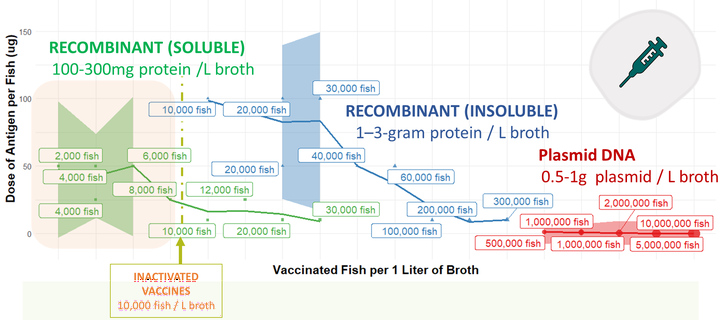 150
RECOMBINANT (SOLUBLE)
100-300mg protein /L broth
30,000 fish
100
10,000 fish
20,000 fish
RECOMBINANT (INSOLUBLE)
1–3-gram protein / L broth
Dose of Antigen per Fish (ug)
Plasmid DNA
0.5-1g plasmid / L broth
2,000 fish
6,000 fish
40,000 fish
50
4,000 fish
20,000 fish
60,000 fish
8,000 fish
12,000 fish
4,000 fish
30,000 fish
200,000 fish
300,000 fish
2,000,000 fish
1,000,000 fish
10,000,000 fish
0
10,000 fish
20,000 fish
100,000 fish
500,000 fish
1,000,000 fish
5,000,000 fish
Vaccinated Fish per 1 Liter of Broth
INACTIVATED
VACCINES
10,000 fish / L broth